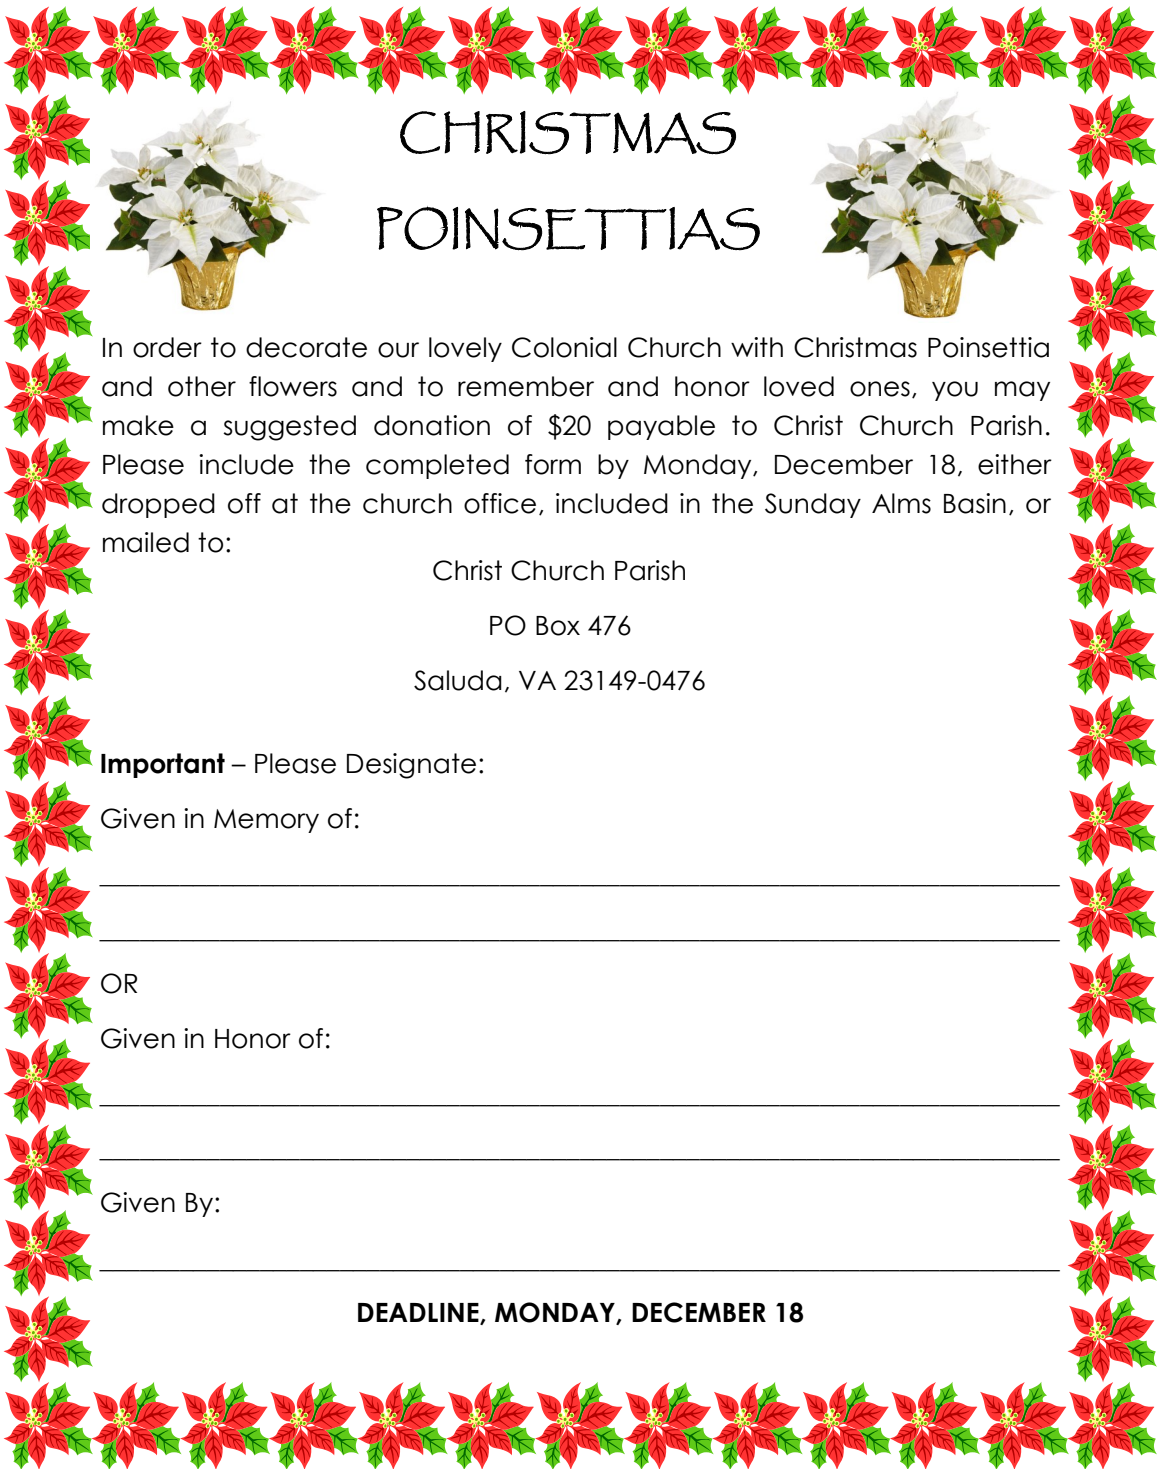 CHRISTMAS
POINSETTIAS
In order to decorate our lovely Colonial Church with Christmas Poinsettia
and other flowers and to remember and honor loved ones, you may
make a suggested donation of $20 payable to Christ Church Parish.
Please include the completed form by Monday, December 18, either
dropped off at the church office, included in the Sunday Alms Basin, or
mailed to:
Christ Church Parish
PO Box 476
Saluda, VA 23149-0476
Important – Please Designate:
Given in Memory of:
OR
Given in Honor of:
Given By:
DEADLINE, MONDAY, DECEMBER 18